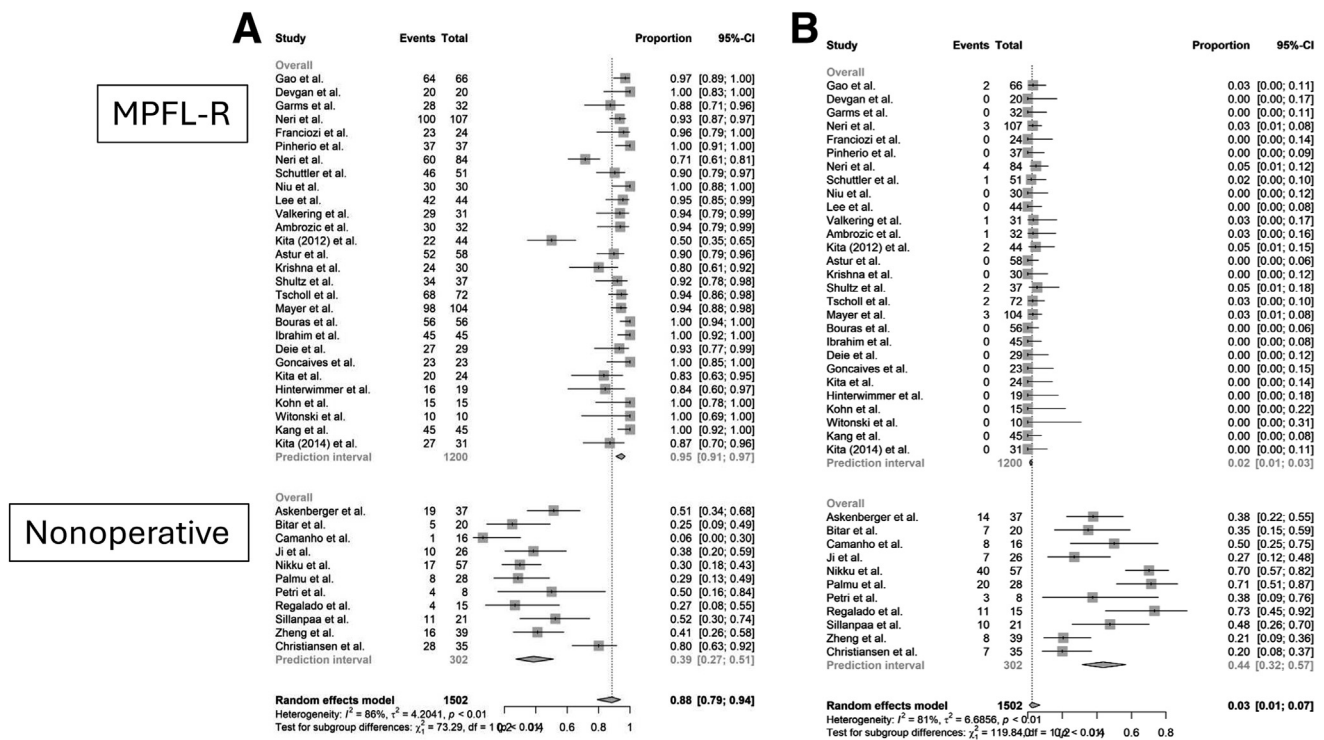 A
MPFL-R
Study Events Total Proportion 95%-CI
Overall
Gao et al. 64 66 0.97 [0.89; 1.00]
Devgan et al. 20 20 1.00 [0.83; 1.00]
Garms et al. 28 32 0.88 [0.71; 0.96]
Neri et al. 100 107 0.93 [0.87; 0.97]
Franciozi et al. 23 24 0.96 [0.79; 1.00]
Pinherio et al. 37 37 1.00 [0.91; 1.00]
Neri et al. 60 84 0.71 [0.61; 0.81]
Schuttler et al. 46 51 0.90 [0.79; 0.97]
Niu et al. 30 30 1.00 [0.88; 1.00]
Lee et al. 42 44 0.95 [0.85; 0.99]
Valkering et al. 29 31 0.94 [0.79; 0.99]
Ambrozic et al. 30 32 0.94 [0.79; 0.99]
Kita (2012) et al. 22 44 0.50 [0.35; 0.65]
Astur et al. 52 58 0.90 [0.79; 0.96]
Krishna et al. 24 30 0.80 [0.61; 0.92]
Shultz et al. 34 37 0.92 [0.78; 0.98]
Tscholl et al. 68 72 0.94 [0.86; 0.98]
Mayer et al. 98 104 0.94 [0.88; 0.98]
Bouras et al. 56 56 1.00 [0.94; 1.00]
Ibrahim et al. 45 45 1.00 [0.92; 1.00]
Deie et al. 27 29 0.93 [0.77; 0.99]
Goncaives et al. 23 23 1.00 [0.85; 1.00]
Kita et al. 20 24 0.83 [0.63; 0.95]
Hinterwimmer et al. 16 19 0.84 [0.60; 0.97]
Kohn et al. 15 15 1.00 [0.78; 1.00]
Witonski et al. 10 10 1.00 [0.69; 1.00]
Kang et al. 45 45 1.00 [0.92; 1.00]
Kita (2014) et al. 27 31 0.87 [0.70; 0.96]
Prediction interval 1200 0.95 [0.91; 0.97]
Nonoperative
Overall
Askenberger et al. 19 37 0.51 [0.34; 0.68]
Bitar et al. 5 20 0.25 [0.09; 0.49]
Camanho et al. 1 16 0.06 [0.00; 0.30]
Ji et al. 10 26 0.38 [0.20; 0.59]
Nikku et al. 17 57 0.30 [0.18; 0.43]
Palmu et al. 8 28 0.29 [0.13; 0.49]
Petri et al. 4 8 0.50 [0.16; 0.84]
Regalado et al. 4 15 0.27 [0.08; 0.55]
Sillanpaa et al. 11 21 0.52 [0.30; 0.74]
Zheng et al. 16 39 0.41 [0.26; 0.58]
Christiansen et al. 28 35 0.80 [0.63; 0.92]
Prediction interval 302 0.39 [0.27; 0.51]
Random effects model 1502 0.88 [0.79; 0.94]
Heterogeneity: I² = 86%, τ² = 4.2041, p < 0.01
Test for subgroup differences: χ²₁ = 73.29, df = 1 (p < 0.01)
0.2 0.4 0.6 0.8 1
B
Study Events Total Proportion 95%-CI
Overall
Gao et al. 2 66 0.03 [0.00; 0.11]
Devgan et al. 0 20 0.00 [0.00; 0.17]
Garms et al. 0 32 0.00 [0.00; 0.11]
Neri et al. 3 107 0.03 [0.01; 0.08]
Franciozi et al. 0 24 0.00 [0.00; 0.14]
Pinherio et al. 0 37 0.00 [0.00; 0.09]
Neri et al. 4 84 0.05 [0.01; 0.12]
Schuttler et al. 1 51 0.02 [0.00; 0.10]
Niu et al. 0 30 0.00 [0.00; 0.12]
Lee et al. 0 44 0.00 [0.00; 0.08]
Valkering et al. 1 31 0.03 [0.00; 0.17]
Ambrozic et al. 1 32 0.03 [0.00; 0.16]
Kita (2012) et al. 2 44 0.05 [0.01; 0.15]
Astur et al. 0 58 0.00 [0.00; 0.06]
Krishna et al. 0 30 0.00 [0.00; 0.12]
Shultz et al. 2 37 0.05 [0.01; 0.18]
Tscholl et al. 2 72 0.03 [0.00; 0.10]
Mayer et al. 3 104 0.03 [0.01; 0.08]
Bouras et al. 0 56 0.00 [0.00; 0.06]
Ibrahim et al. 0 45 0.00 [0.00; 0.08]
Deie et al. 0 29 0.00 [0.00; 0.12]
Goncaives et al. 0 23 0.00 [0.00; 0.15]
Kita et al. 0 24 0.00 [0.00; 0.14]
Hinterwimmer et al. 0 19 0.00 [0.00; 0.18]
Kohn et al. 0 15 0.00 [0.00; 0.22]
Witonski et al. 0 10 0.00 [0.00; 0.31]
Kang et al. 0 45 0.00 [0.00; 0.08]
Kita (2014) et al. 0 31 0.00 [0.00; 0.11]
Prediction interval 1200 0.02 [0.01; 0.03]
Overall
Askenberger et al. 14 37 0.38 [0.22; 0.55]
Bitar et al. 7 20 0.35 [0.15; 0.59]
Camanho et al. 8 16 0.50 [0.25; 0.75]
Ji et al. 7 26 0.27 [0.12; 0.48]
Nikku et al. 40 57 0.70 [0.57; 0.82]
Palmu et al. 20 28 0.71 [0.51; 0.87]
Petri et al. 3 8 0.38 [0.09; 0.76]
Regalado et al. 11 15 0.73 [0.45; 0.92]
Sillanpaa et al. 10 21 0.48 [0.26; 0.70]
Zheng et al. 8 39 0.21 [0.09; 0.36]
Christiansen et al. 7 35 0.20 [0.08; 0.37]
Prediction interval 302 0.44 [0.32; 0.57]
Random effects model 1502 0.03 [0.01; 0.07]
Heterogeneity: I² = 81%, τ² = 6.6856, p < 0.01
Test for subgroup differences: χ²₁ = 119.84, df = 1 (p < 0.01)
0 0.2 0.4 0.6 0.8